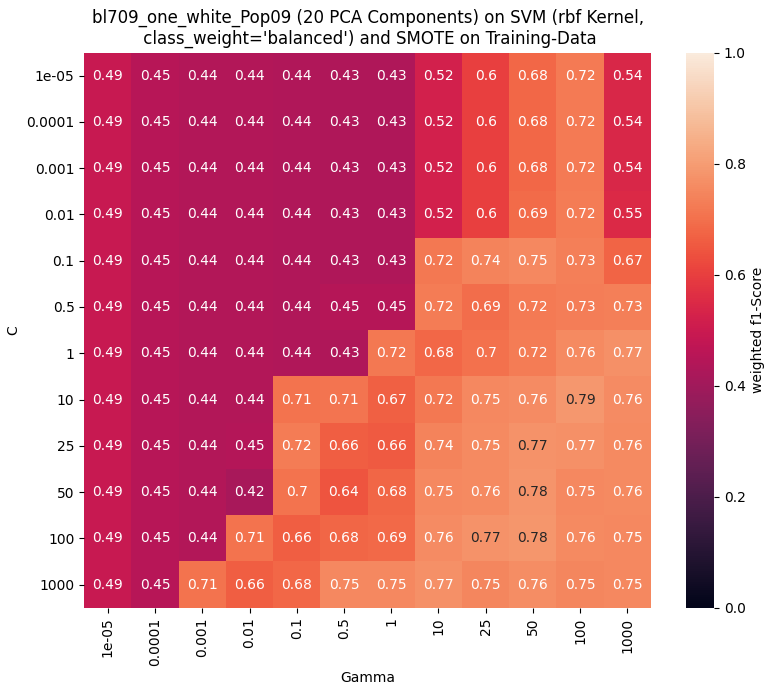 bl709_one_white_Pop09 (20 PCA Components) on SVM (rbf Kernel,
class_weight='balanced') and SMOTE on Training-Data
1e-05 0.49 0.45 0.44 0.44 0.44 0.43 0.43 0.52 0.6 0.68 0.72 0.54
0.0001 0.49 0.45 0.44 0.44 0.44 0.43 0.43 0.52 0.6 0.68 0.72 0.54
0.001 0.49 0.45 0.44 0.44 0.44 0.43 0.43 0.52 0.6 0.68 0.72 0.54
0.01 0.49 0.45 0.44 0.44 0.44 0.43 0.43 0.52 0.6 0.69 0.72 0.55
0.1 0.49 0.45 0.44 0.44 0.44 0.43 0.43 0.72 0.74 0.75 0.73 0.67
0.5 0.49 0.45 0.44 0.44 0.44 0.45 0.45 0.72 0.69 0.72 0.73 0.73
1 0.49 0.45 0.44 0.44 0.44 0.43 0.72 0.68 0.7 0.72 0.76 0.77
10 0.49 0.45 0.44 0.44 0.71 0.71 0.67 0.72 0.75 0.76 0.79 0.76
25 0.49 0.45 0.44 0.45 0.72 0.66 0.66 0.74 0.75 0.77 0.77 0.76
50 0.49 0.45 0.44 0.42 0.7 0.64 0.68 0.75 0.76 0.78 0.75 0.76
100 0.49 0.45 0.44 0.71 0.66 0.68 0.69 0.76 0.77 0.78 0.76 0.75
1000 0.49 0.45 0.71 0.66 0.68 0.75 0.75 0.77 0.75 0.76 0.75 0.75
C
1e-05 0.0001 0.001 0.01 0.1 0.5 1 10 25 50 100 1000
Gamma
1.0
0.8
0.6
0.4
0.2
0.0
weighted f1-Score